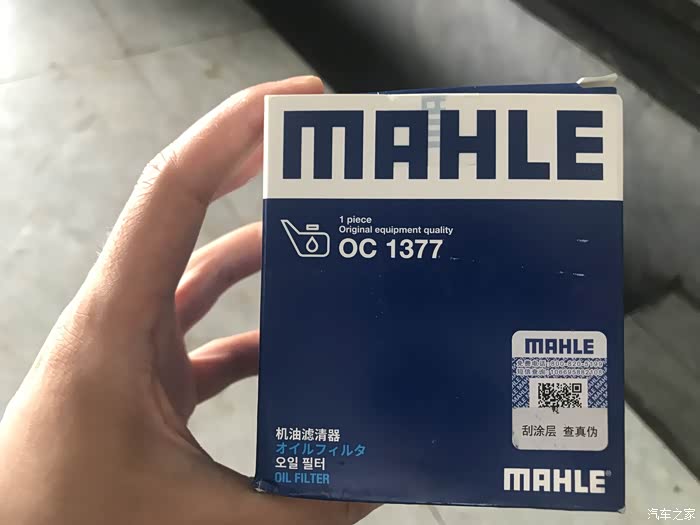 MAHLE
1 piece
Original equipment quality
OC 1377
MAHLE
刮涂层 查真伪
机油滤清器
オイルフィルタ
오일 필터
OIL FILTER
MAHLE®
汽车之家